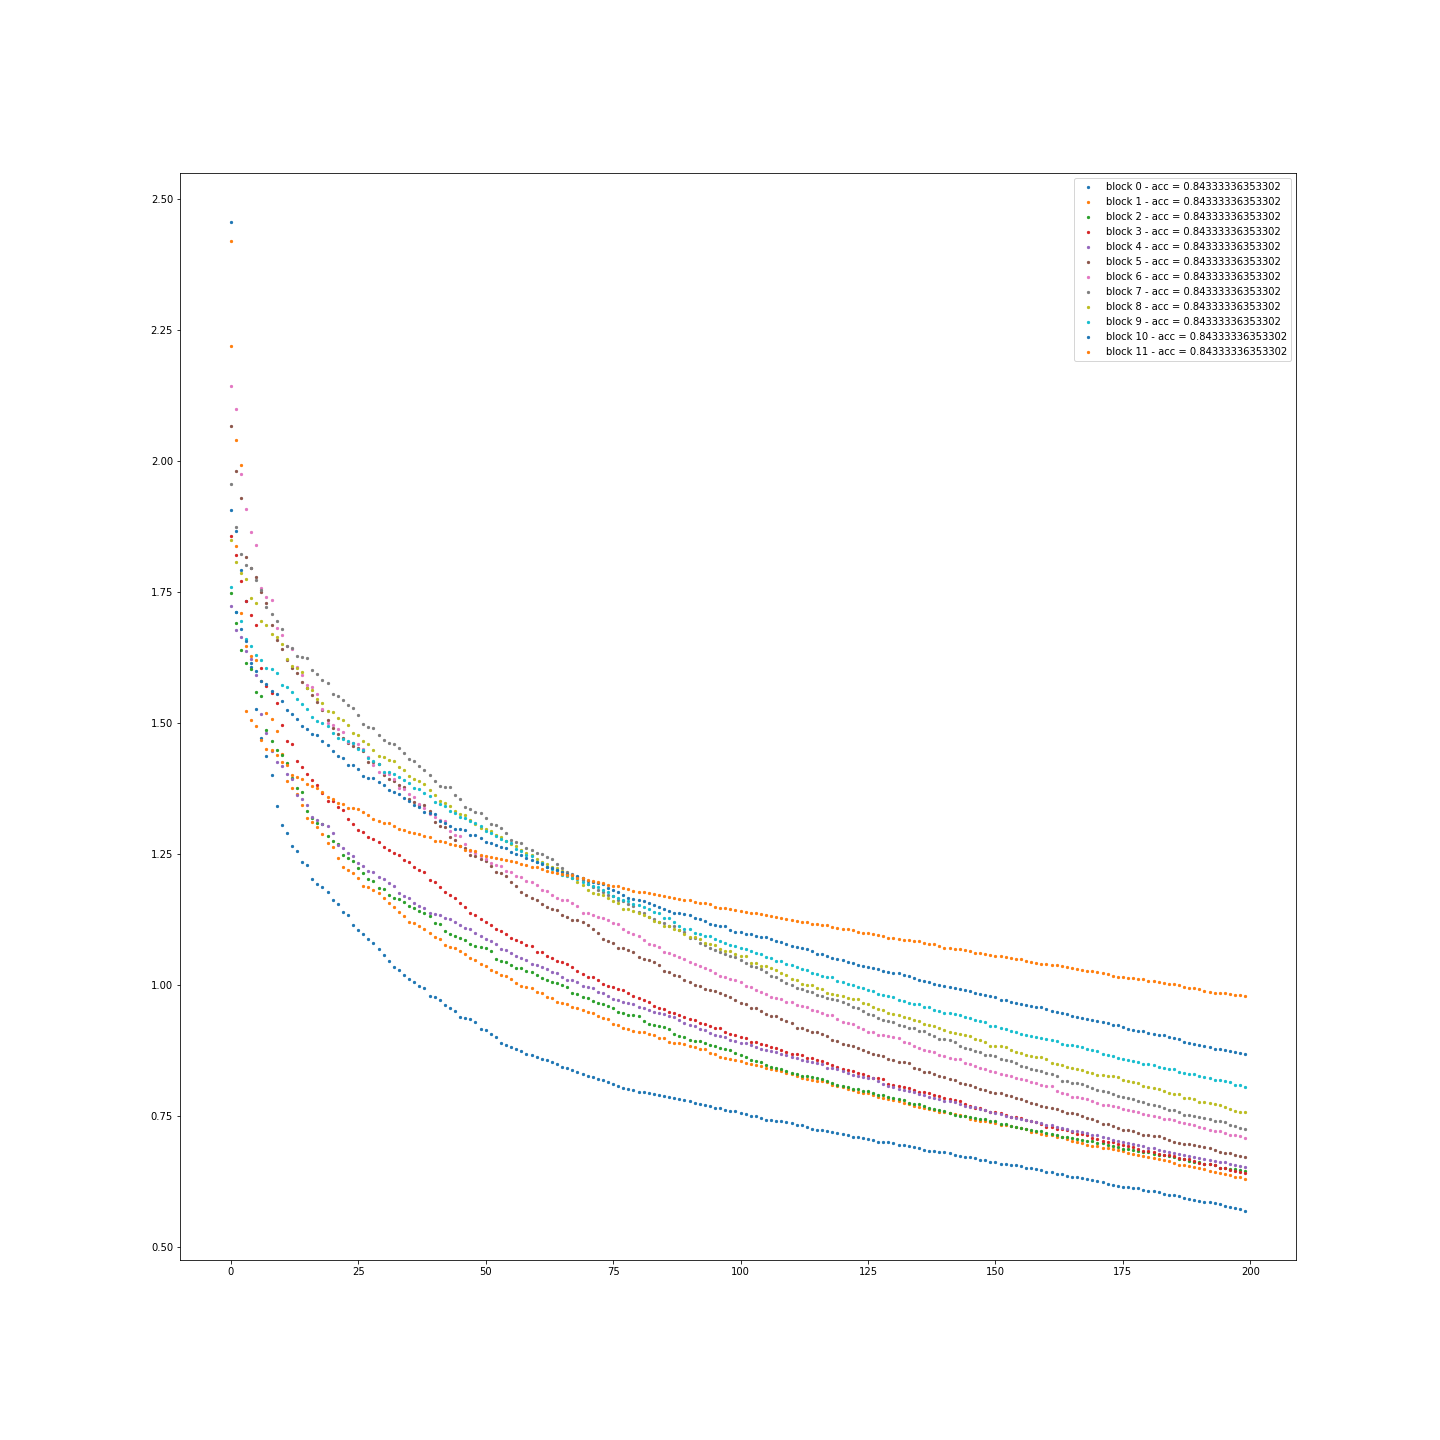 block 0 - acc = 0.84333336353302
block 1 - acc = 0.84333336353302
block 2 - acc = 0.84333336353302
block 3 - acc = 0.84333336353302
block 4 - acc = 0.84333336353302
block 5 - acc = 0.84333336353302
block 6 - acc = 0.84333336353302
block 7 - acc = 0.84333336353302
block 8 - acc = 0.84333336353302
block 9 - acc = 0.84333336353302
block 10 - acc = 0.84333336353302
block 11 - acc = 0.84333336353302
2.50
2.25
2.00
1.75
1.50
1.25
1.00
0.75
0.50
0 25 50 75 100 125 150 175 200